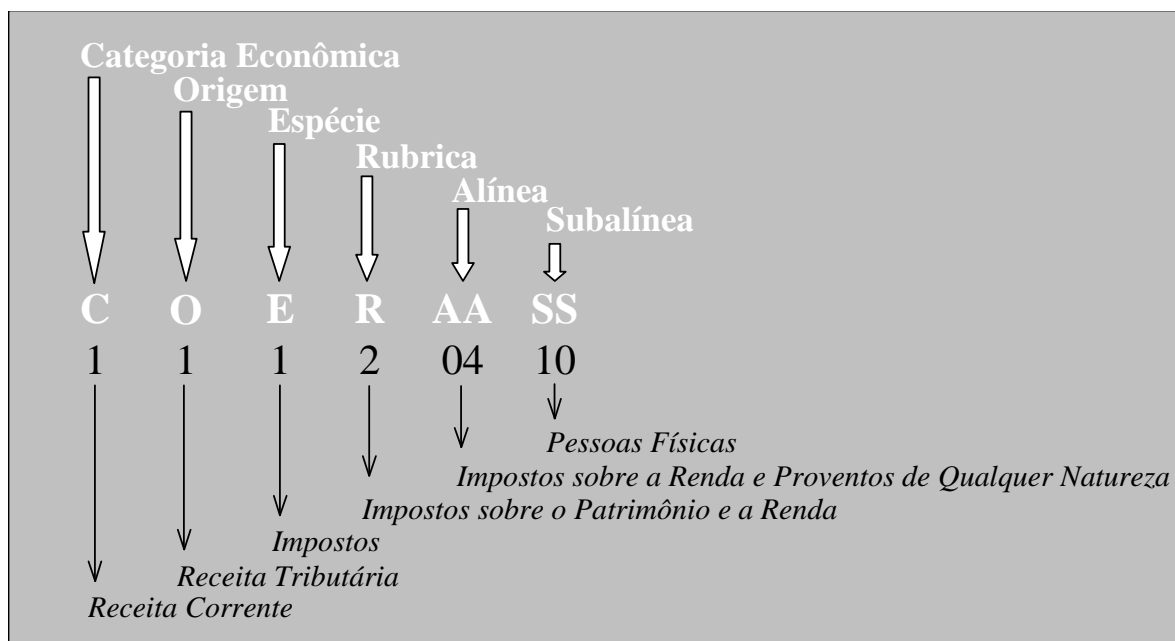 Categoria Econômica
Origem
Espécie
Rubrica
Alínea
Subalínea
C O E R AA SS
1 1 1 2 04 10
Pessoas Físicas
Impostos sobre a Renda e Proventos de Qualquer Natureza
Impostos sobre o Patrimônio e a Renda
Impostos
Receita Tributária
Receita Corrente